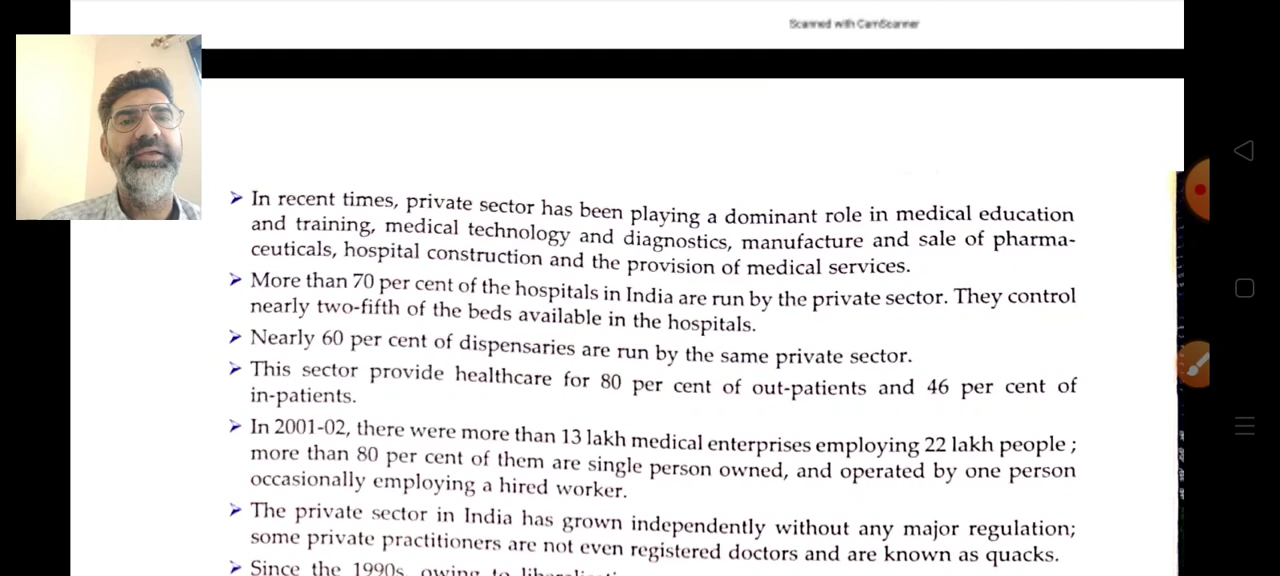 Scanned with CamScanner
➤ In recent times, private sector has been playing a dominant role in medical education
and training, medical technology and diagnostics, manufacture and sale of pharma-
ceuticals, hospital construction and the provision of medical services.
➤ More than 70 per cent of the hospitals in India are run by the private sector. They control
nearly two-fifth of the beds available in the hospitals.
➤ Nearly 60 per cent of dispensaries are run by the same private sector.
➤ This sector provide healthcare for 80 per cent of out-patients and 46 per cent of
in-patients.
➤ In 2001-02, there were more than 13 lakh medical enterprises employing 22 lakh people ;
more than 80 per cent of them are single person owned, and operated by one person
occasionally employing a hired worker.
➤ The private sector in India has grown independently without any major regulation;
some private practitioners are not even registered doctors and are known as quacks.
➤ Since the 1990s, owing to